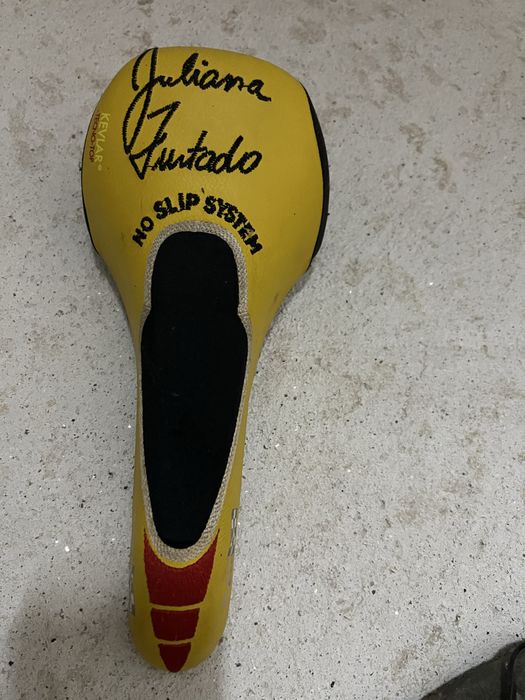 Juliana
Furtado
KEVLAR®
NO SLIP SYSTEM